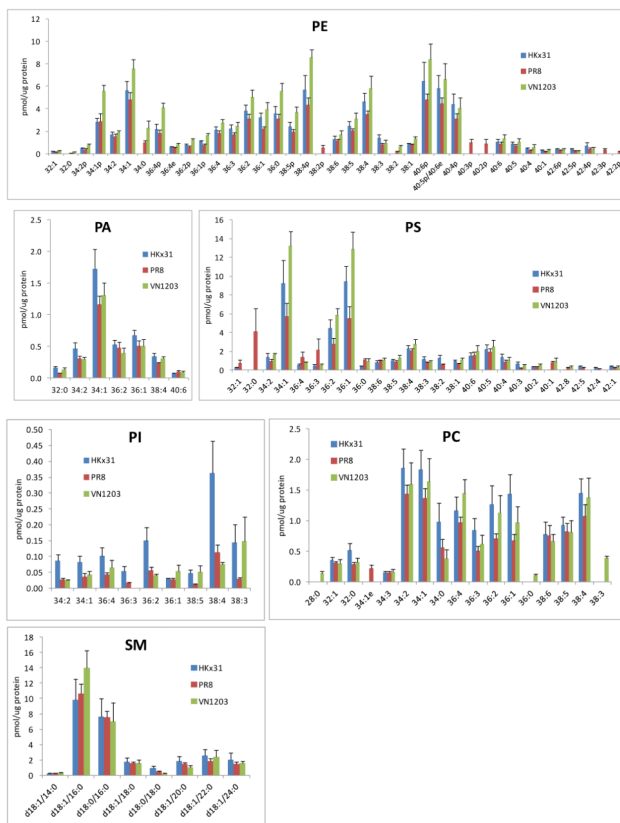 PE
pmol/ug protein
12
10
8
6
4
2
0
HKx31
PR8
VN1203
32:1 32:0 34:2p 34:1p 34:2 34:1 34:0 36:4p 36:4e 36:2p 36:1p 36:4 36:3 36:2 36:1 36:0 38:5p 38:4p 38:2p 38:6 38:5 38:4 38:3 38:2 38:1 40:6p 40:5p/40:6e 40:4p 40:3p 40:2p 40:6 40:5 40:4 40:1 42:6p 42:5p 42:4p 42:3p 42:2p
PA
pmol/ug protein
2.5
2.0
1.5
1.0
0.5
0.0
HKx31
PR8
VN1203
32:0 34:2 34:1 36:2 36:1 38:4 40:6
PS
pmol/ug protein
16
14
12
10
8
6
4
2
0
HKx31
PR8
VN1203
32:1 32:0 34:2 34:1 36:4 36:3 36:2 36:1 36:0 38:6 38:5 38:4 38:3 38:2 38:1 40:6 40:5 40:4 40:3 40:2 40:1 42:8 42:5 42:4 42:1
PI
pmol/ug protein
0.50
0.45
0.40
0.35
0.30
0.25
0.20
0.15
0.10
0.05
0.00
HKx31
PR8
VN1203
34:2 34:1 36:4 36:3 36:2 36:1 38:5 38:4 38:3
PC
pmol/ug protein
2.5
2.0
1.5
1.0
0.5
0.0
HKx31
PR8
VN1203
28:0 32:1 32:0 34:1e 34:3 34:2 34:1 34:0 36:4 36:3 36:2 36:1 36:0 38:6 38:5 38:4 38:3
SM
pmol/ug protein
18
16
14
12
10
8
6
4
2
0
HKx31
PR8
VN1203
d18:1/14:0 d18:1/16:0 d18:0/16:0 d18:1/18:0 d18:0/18:0 d18:1/20:0 d18:1/22:0 d18:1/24:0